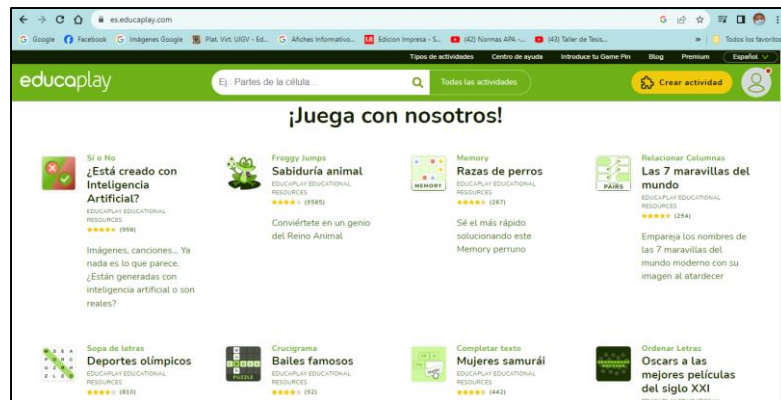 es.educaplay.com
Google Facebook Imágenes Google Plat. Virt. UIGV - Ed... Afiches Informativo... Edicion Impresa - S... (42) Normas APA -... (43) Taller de Tesis... » Todos los favoritos
Tipos de actividades Centro de ayuda Introduce tu Game Pin Blog Premium Español
educaplay Ej.: Partes de la célula... Todas las actividades Crear actividad
¡Juega con nosotros!
Sí o No
¿Está creado con
Inteligencia
Artificial?
EDUCAPLAY EDUCATIONAL
RESOURCES
(998)
Imágenes, canciones... Ya
nada es lo que parece.
¿Están generadas con
inteligencia artificial o son
reales?
Froggy Jumps
Sabiduría animal
EDUCAPLAY EDUCATIONAL
RESOURCES
(9585)
Conviértete en un genio
del Reino Animal
MEMORY
Memory
Razas de perros
EDUCAPLAY EDUCATIONAL
RESOURCES
(267)
Sé el más rápido
solucionando este
Memory perruno
PAIRS
Relacionar Columnas
Las 7 maravillas del
mundo
EDUCAPLAY EDUCATIONAL
RESOURCES
(294)
Empareja los nombres de
las 7 maravillas del
mundo moderno con su
imagen al atardecer
Sopa de letras
Deportes olímpicos
EDUCAPLAY EDUCATIONAL
RESOURCES
(810)
PUZZLE
Crucigrama
Bailes famosos
EDUCAPLAY EDUCATIONAL
RESOURCES
(92)
Completar texto
Mujeres samurái
EDUCAPLAY EDUCATIONAL
RESOURCES
(442)
Ordenar Letras
Oscars a las
mejores películas
del siglo XXI
EDUCAPLAY EDUCATIONAL